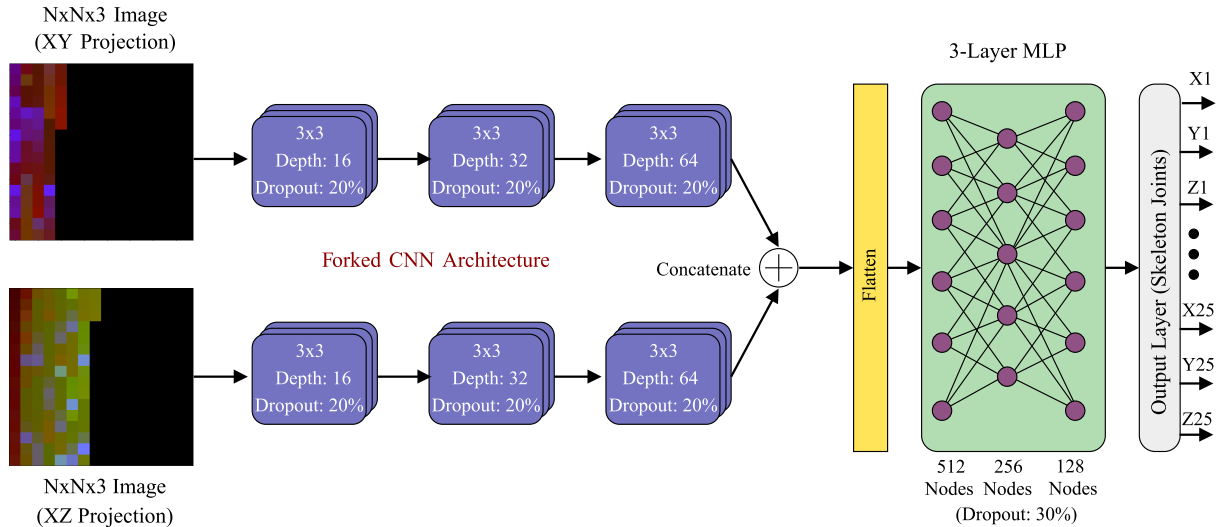 NxNx3 Image
(XY Projection)
3x3
Depth: 16
Dropout: 20%
3x3
Depth: 32
Dropout: 20%
3x3
Depth: 64
Dropout: 20%
Forked CNN Architecture
Concatenate
3x3
Depth: 16
Dropout: 20%
3x3
Depth: 32
Dropout: 20%
3x3
Depth: 64
Dropout: 20%
NxNx3 Image
(XZ Projection)
Flatten
3-Layer MLP
512
Nodes
256
Nodes
128
Nodes
(Dropout: 30%)
Output Layer (Skeleton Joints)
X1
Y1
Z1
X25
Y25
Z25